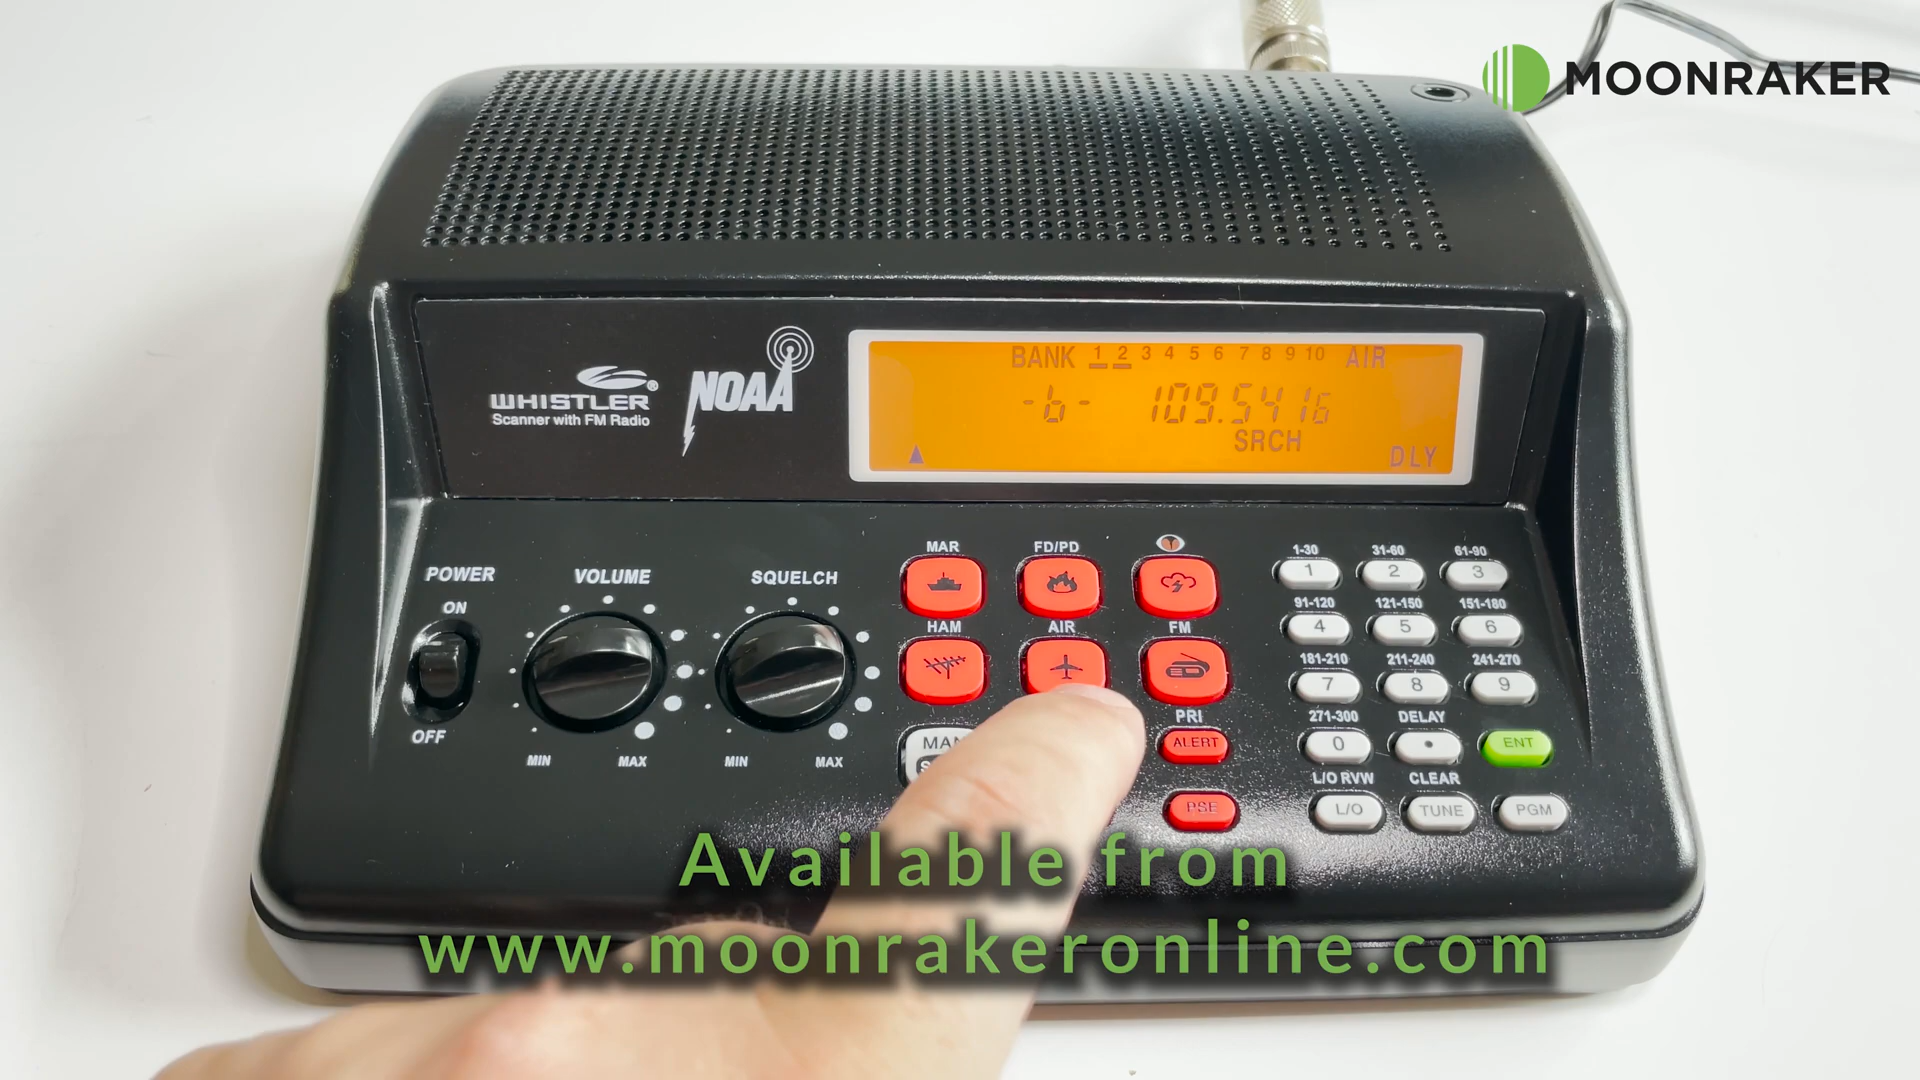 MOONRAKER
BANK 1 2 3 4 5 6 7 8 9 10 AIR
-b- 109.5416
SRCH
DLY
WHISTLER®
Scanner with FM Radio
NOAA
POWER
ON
OFF
VOLUME
MIN MAX
SQUELCH
MIN MAX
MAR FD/PD
HAM AIR FM
MAN
PRI
ALERT
PSE
1-30 31-60 61-90
1 2 3
91-120 121-150 151-180
4 5 6
181-210 211-240 241-270
7 8 9
271-300 DELAY
0 • ENT
L/O RVW CLEAR
L/O TUNE PGM
Available from
www.moonrakeronline.com